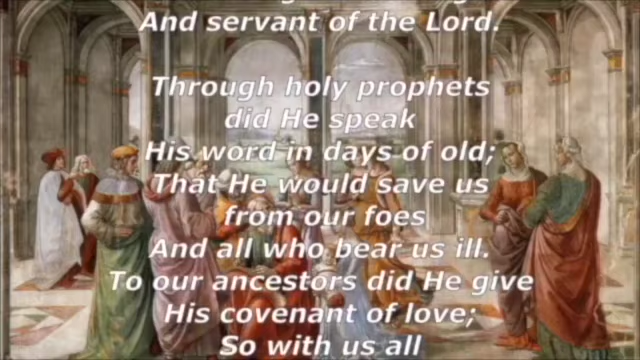 And servant of the Lord.
Through holy prophets
did He speak
His word in days of old;
That He would save us
from our foes
And all who bear us ill.
To our ancestors did He give
His covenant of love;
So with us all